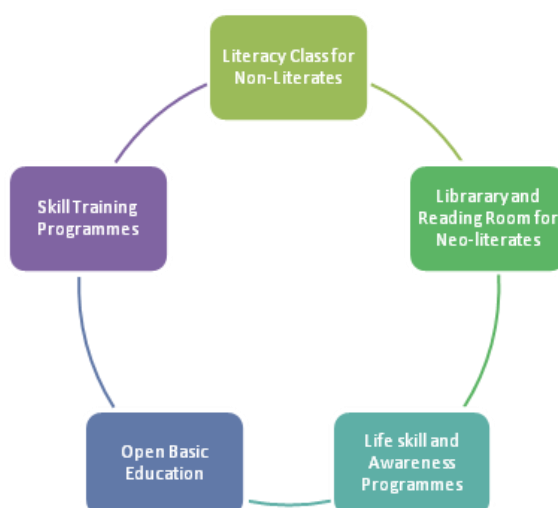 Literacy Class for
Non-Literates
Librarary and
Reading Room for
Neo-literates
Life skill and
Awareness
Programmes
Open Basic
Education
Skill Training
Programmes